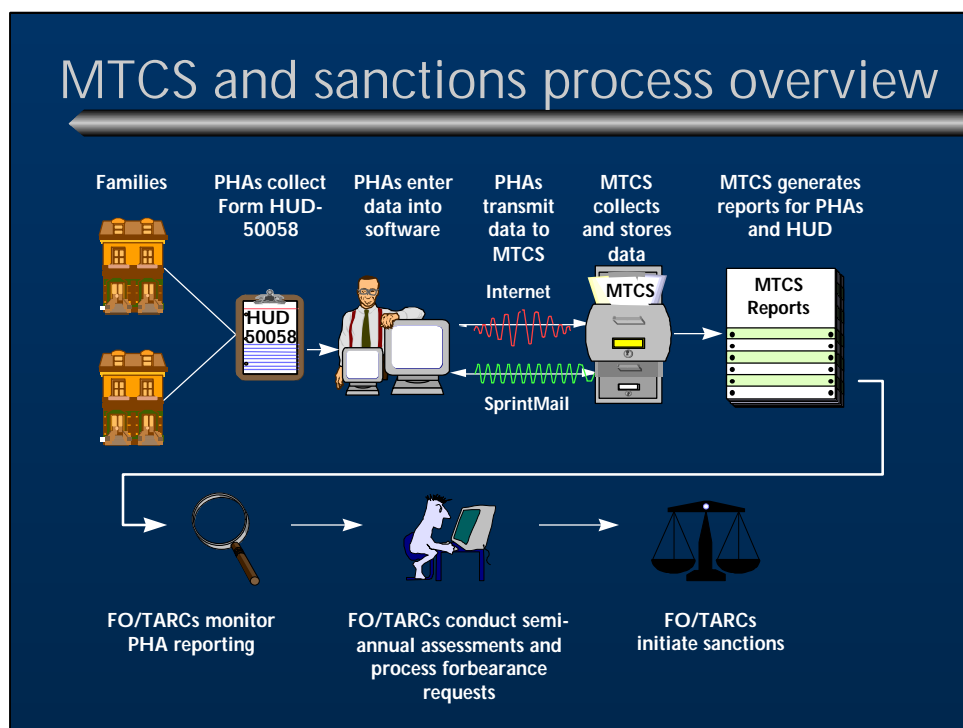 MTCS and sanctions process overview
Families
PHAs collect
Form HUD-
50058
PHAs enter
data into
software
PHAs
transmit
data to
MTCS
MTCS
collects
and stores
data
MTCS generates
reports for PHAs
and HUD
HUD
50058
Internet
SprintMail
MTCS
MTCS
Reports
FO/TARCs monitor
PHA reporting
FO/TARCs conduct semi-
annual assessments and
process forbearance
requests
FO/TARCs
initiate sanctions